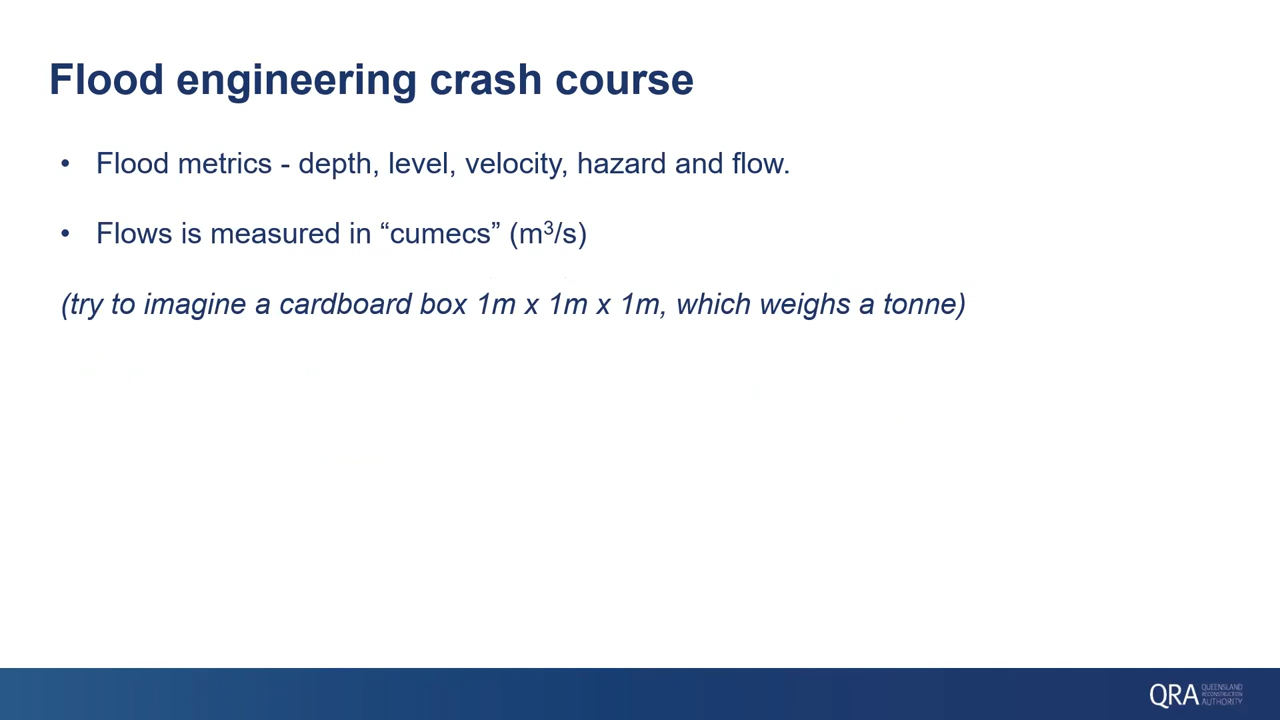 Flood engineering crash course
• Flood metrics - depth, level, velocity, hazard and flow.
• Flows is measured in “cumecs” (m³/s)
(try to imagine a cardboard box 1m x 1m x 1m, which weighs a tonne)
QRA
QUEENSLAND
RECONSTRUCTION
AUTHORITY